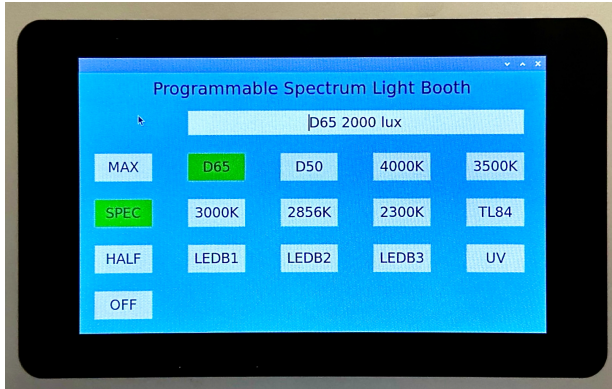 Programmable Spectrum Light Booth
D65 2000 lux
MAX D65 D50 4000K 3500K
SPEC 3000K 2856K 2300K TL84
HALF LEDB1 LEDB2 LEDB3 UV
OFF